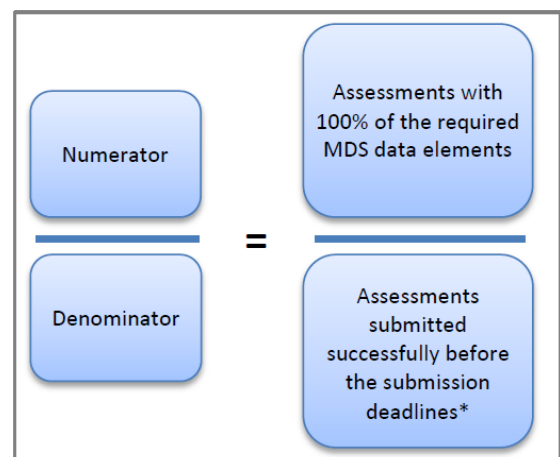 Numerator
Denominator
=
Assessments with
100% of the required
MDS data elements
Assessments
submitted
successfully before
the submission
deadlines*